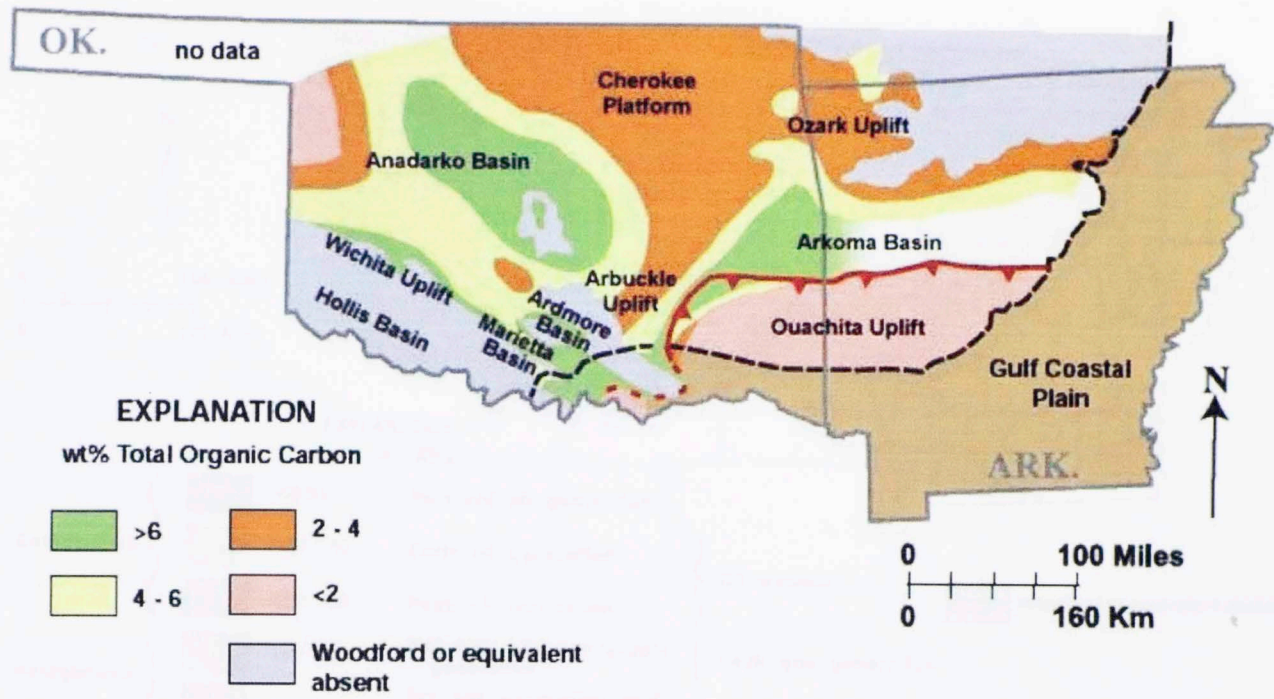 OK.
no data
Cherokee
Platform
Ozark Uplift
Anadarko Basin
Arkoma Basin
Wichita Uplift
Hollis Basin
Marietta
Basin
Ardmore
Basin
Arbuckle
Uplift
Ouachita Uplift
Gulf Coastal
Plain
ARK.
N
EXPLANATION
wt% Total Organic Carbon
>6
2 - 4
4 - 6
<2
Woodford or equivalent
absent
0 100 Miles
0 160 Km